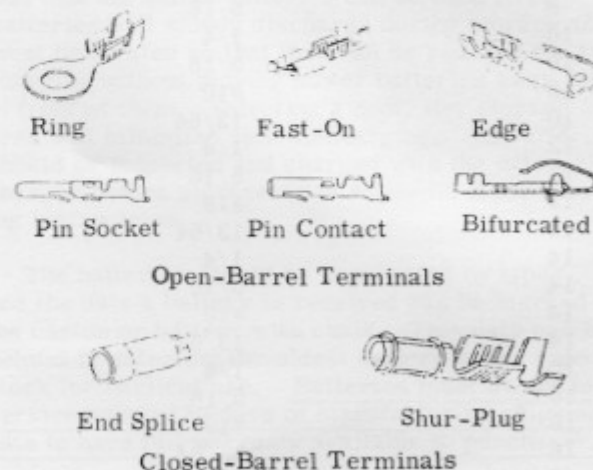 Ring Fast-On Edge
Pin Socket Pin Contact Bifurcated
Open-Barrel Terminals
End Splice Shur-Plug
Closed-Barrel Terminals